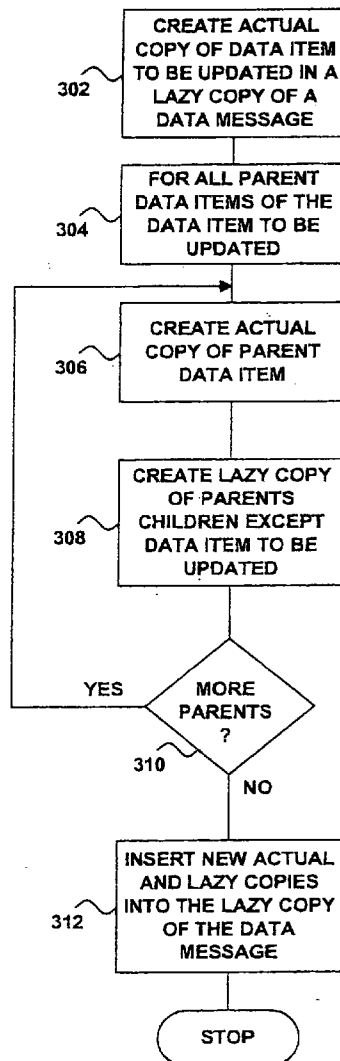 302
CREATE ACTUAL
COPY OF DATA ITEM
TO BE UPDATED IN A
LAZY COPY OF A
DATA MESSAGE
304
FOR ALL PARENT
DATA ITEMS OF THE
DATA ITEM TO BE
UPDATED
306
CREATE ACTUAL
COPY OF PARENT
DATA ITEM
308
CREATE LAZY COPY
OF PARENTS
CHILDREN EXCEPT
DATA ITEM TO BE
UPDATED
YES
MORE
PARENTS
?
310
NO
312
INSERT NEW ACTUAL
AND LAZY COPIES
INTO THE LAZY COPY
OF THE DATA
MESSAGE
STOP